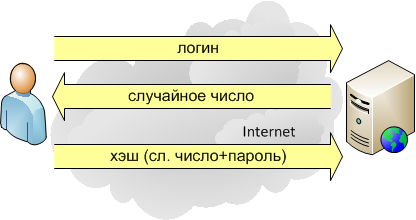 логин
случайное число
Internet
хэш (сл. число+пароль)